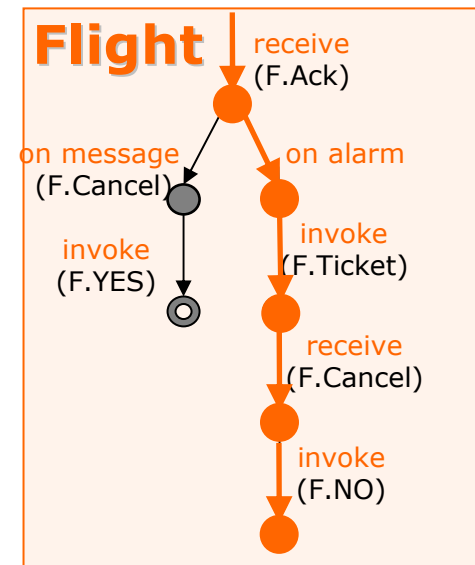 Flight
receive
(F.Ack)
on message
(F.Cancel)
on alarm
invoke
(F.YES)
invoke
(F.Ticket)
receive
(F.Cancel)
invoke
(F.NO)